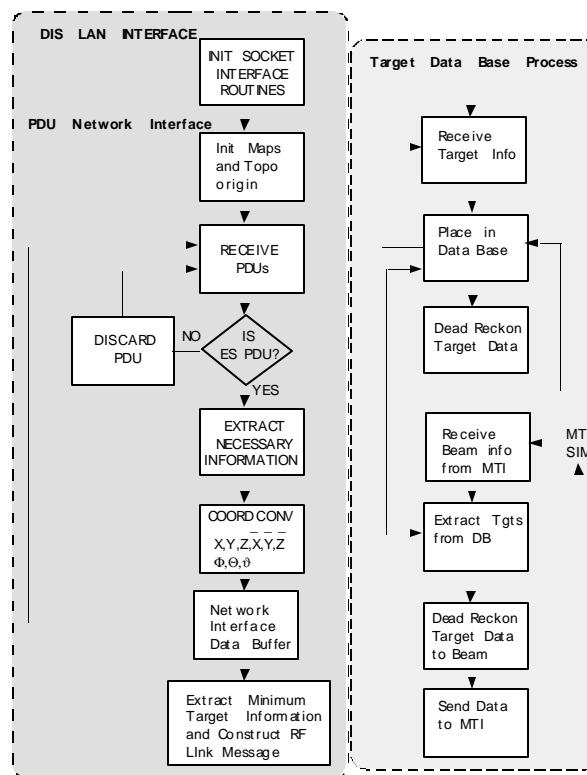 DIS LAN INTERFACE
INIT SOCKET
INTERFACE
ROUTINES
PDU Network Interface
Init Maps
and Topo
origin
RECEIVE
PDUs
IS
ES PDU?
NO
DISCARD
PDU
YES
EXTRACT
NECESSARY
INFORMATION
COORD CONV
X,Y,Z,X̄,Ȳ,Z̄
Φ,Θ,ϑ
Network
Interface
Data Buffer
Extract Minimum
Target Information
and Construct RF
LInk Message
Target Data Base Process
Receive
Target Info
Place in
Data Base
Dead Reckon
Target Data
Receive
Beam info
from MTI
MT
SIM
Extract Tgts
from DB
Dead Reckon
Target Data
to Beam
Send Data
to MTI